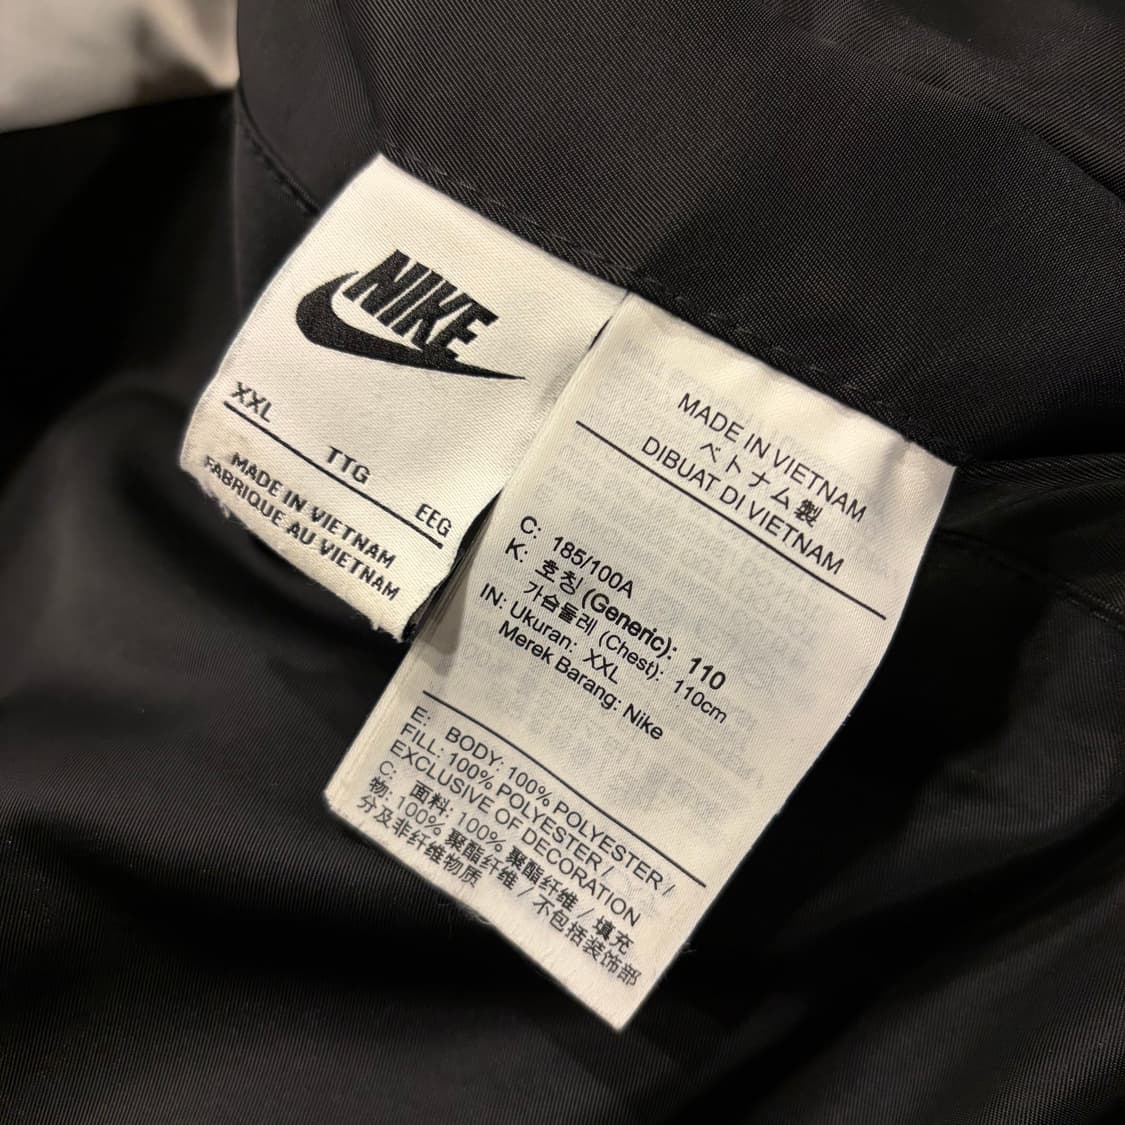 NIKE
XXL
TTG
EEG
MADE IN VIETNAM
FABRIQUE AU VIETNAM
MADE IN VIETNAM
ベトナム製
DIBUAT DI VIETNAM
C: 185/100A
K: 호칭 (Generic): 110
가슴둘레 (Chest): 110cm
IN: Ukuran: XXL
Merek Barang: Nike
E: BODY: 100% POLYESTER /
FILL: 100% POLYESTER /
EXCLUSIVE OF DECORATION
C: 面料: 100% 聚酯纤维 / 填充
物: 100% 聚酯纤维 / 不包括装饰部
分及非纤维物质